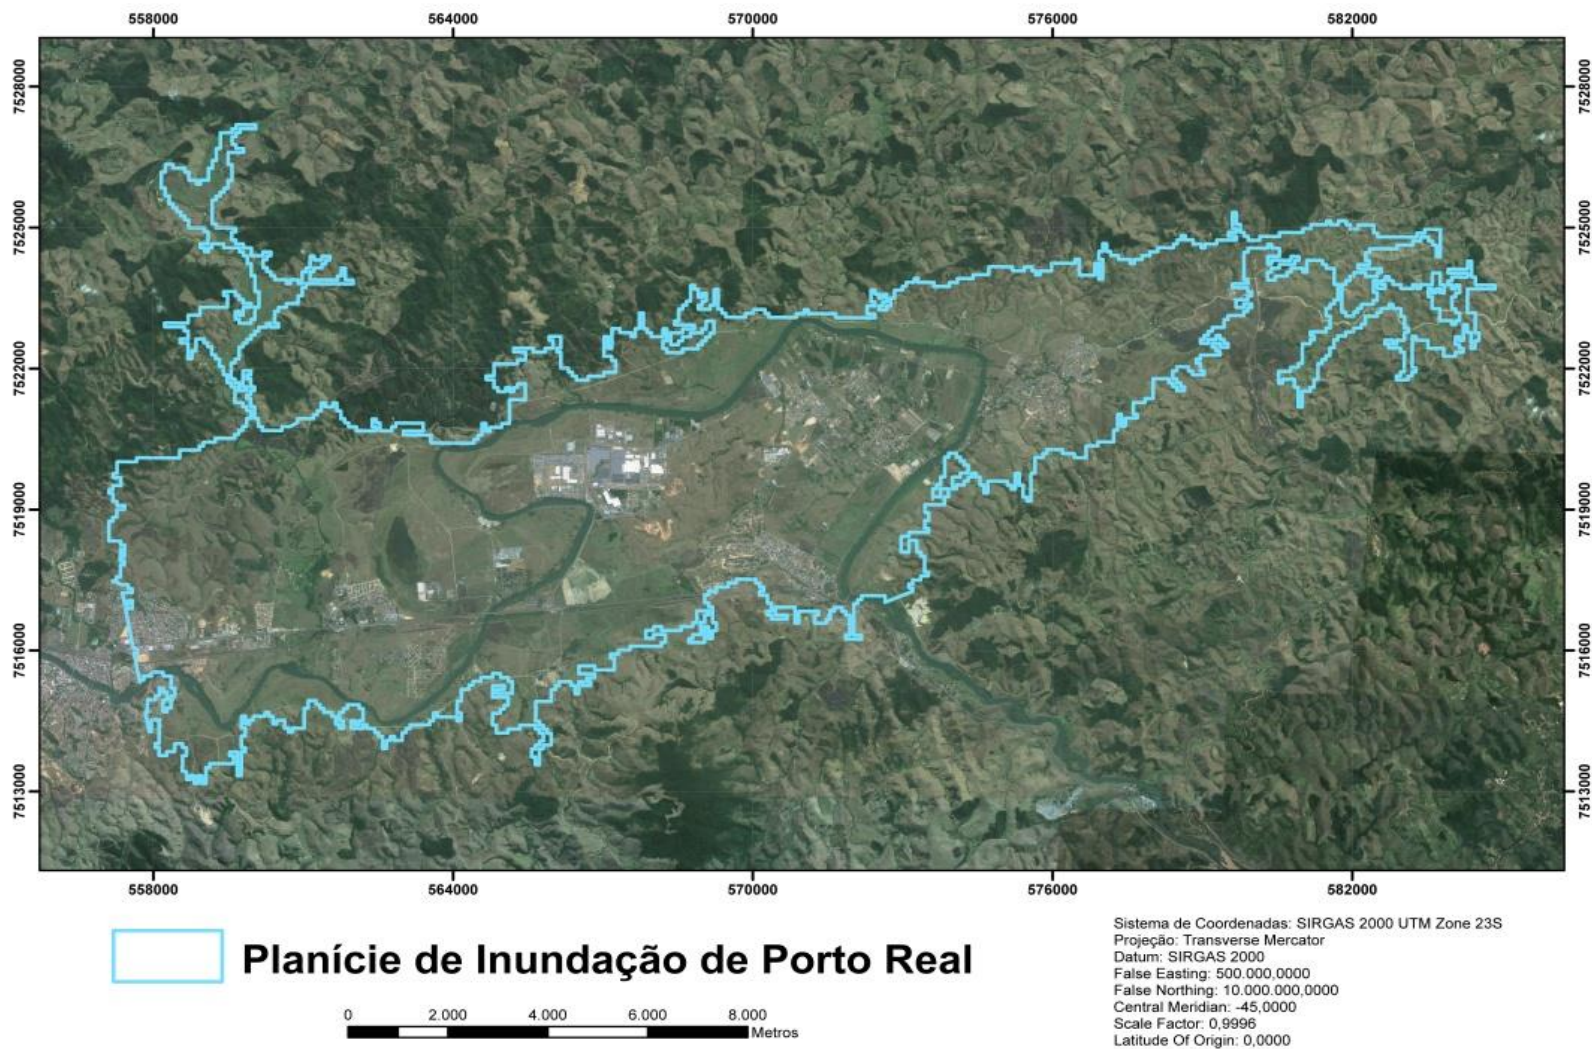 558000 564000 570000 576000 582000
7528000 7528000
7525000 7525000
7522000 7522000
7519000 7519000
7516000 7516000
7513000 7513000
558000 564000 570000 576000 582000
Planície de Inundação de Porto Real
0 2.000 4.000 6.000 8.000
Metros
Sistema de Coordenadas: SIRGAS 2000 UTM Zone 23S
Projeção: Transverse Mercator
Datum: SIRGAS 2000
False Easting: 500.000,0000
False Northing: 10.000.000,0000
Central Meridian: -45,0000
Scale Factor: 0,9996
Latitude Of Origin: 0,0000